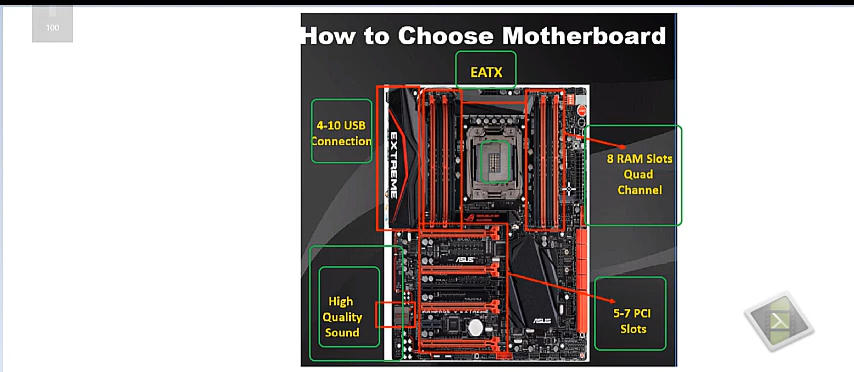 100
How to Choose Motherboard
EATX
4-10 USB
Connection
EXTREME
8 RAM Slots
Quad
Channel
ASUS
High
Quality
Sound
ASUS
5-7 PCI
Slots